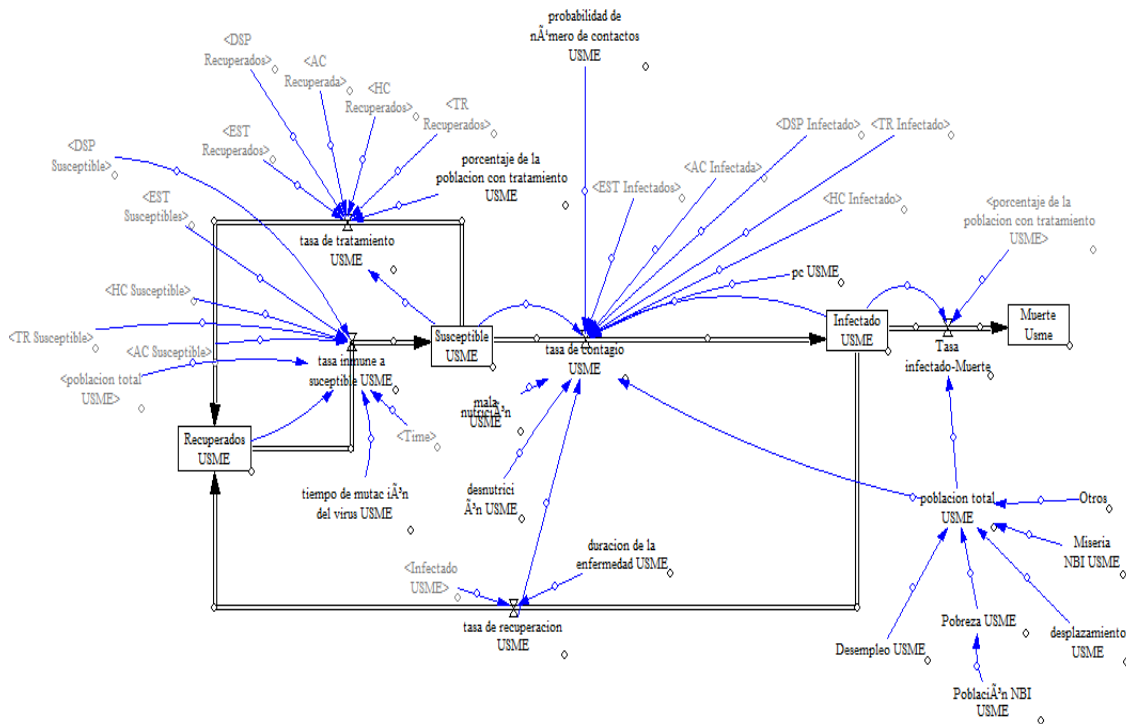 probabilidad de
nÃºmero de contactos
USME
<DSP
Recuperados>
<AC
Recuperada>
<HC
Recuperados>
<TR
Recuperados>
<EST
Recuperados>
<DSP
Susceptible>
<EST
Susceptibles>
porcentaje de la
poblacion con tratamiento
USME
<DSP Infectado>
<TR Infectado>
<AC Infectada>
<EST Infectados>
<HC Infectado>
<porcentaje de la
poblacion con tratamiento
USME>
tasa de tratamiento
USME
pc USME
<HC Susceptible>
<TR Susceptible>
<AC Susceptible>
<poblacion total
USME>
tasa inmune a
suceptible USME
Susceptible
USME
tasa de contagio
USME
Infectado
USME
Tasa
infectado-Muerte
Muerte
Usme
Recuperados
USME
<Time>
mala
nutriciÃ³n
USME
tiempo de mutac iÃ³n
del virus USME
desnutrici
Ã³n USME
poblacion total
USME
Otros
Miseria
NBI USME
<Infectado
USME>
duracion de la
enfermedad USME
tasa de recuperacion
USME
Desempleo USME
Pobreza USME
desplazamiento
USME
PoblaciÃ³n NBI
USME